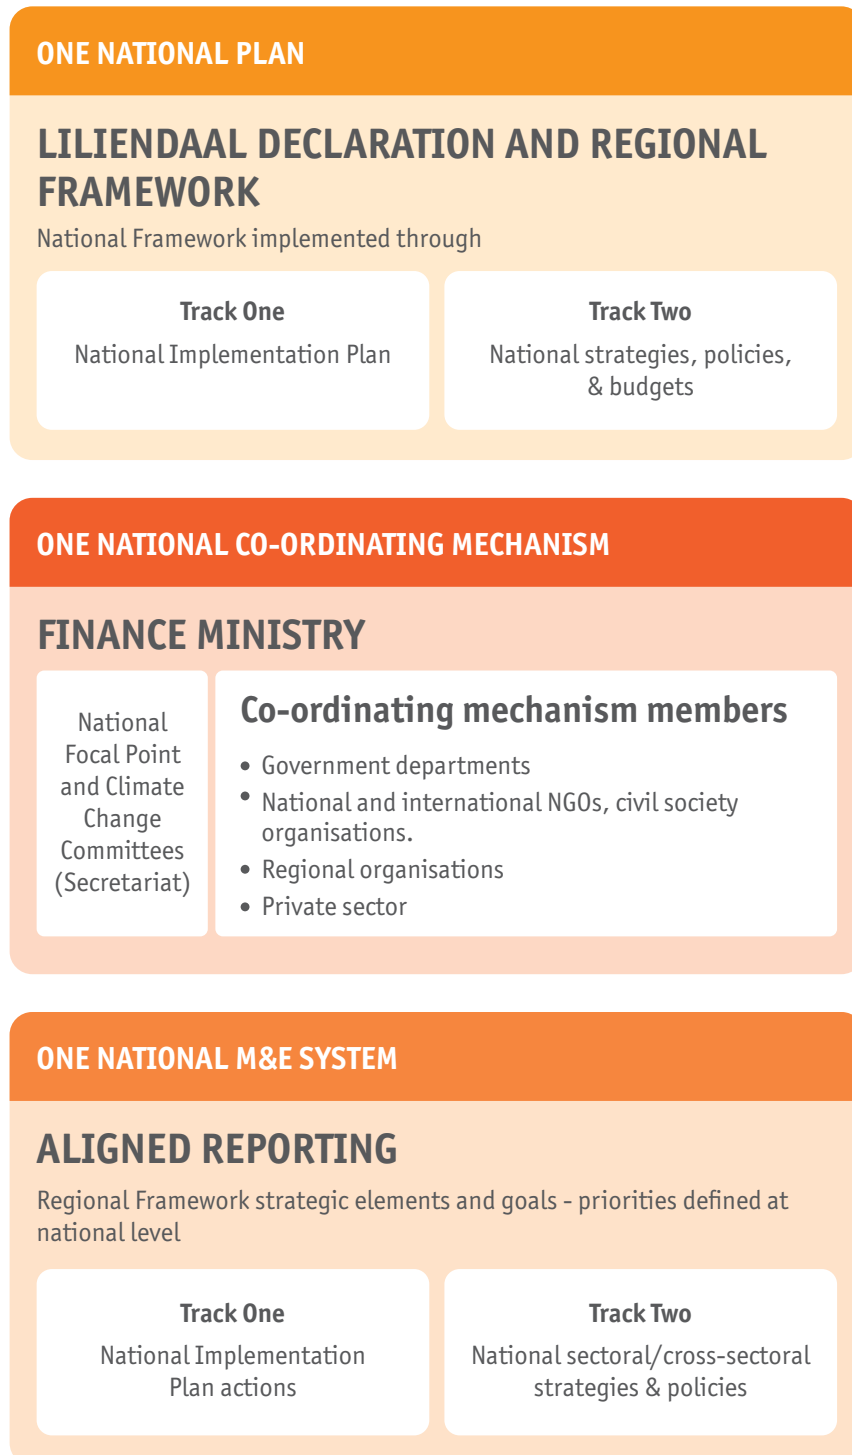 ONE NATIONAL PLAN
LILIENDAAL DECLARATION AND REGIONAL
FRAMEWORK
National Framework implemented through
Track One
National Implementation Plan
Track Two
National strategies, policies,
& budgets
ONE NATIONAL CO-ORDINATING MECHANISM
FINANCE MINISTRY
National
Focal Point
and Climate
Change
Committees
(Secretariat)
Co-ordinating mechanism members
• Government departments
• National and international NGOs, civil society
organisations.
• Regional organisations
• Private sector
ONE NATIONAL M&E SYSTEM
ALIGNED REPORTING
Regional Framework strategic elements and goals - priorities defined at
national level
Track One
National Implementation
Plan actions
Track Two
National sectoral/cross-sectoral
strategies & policies